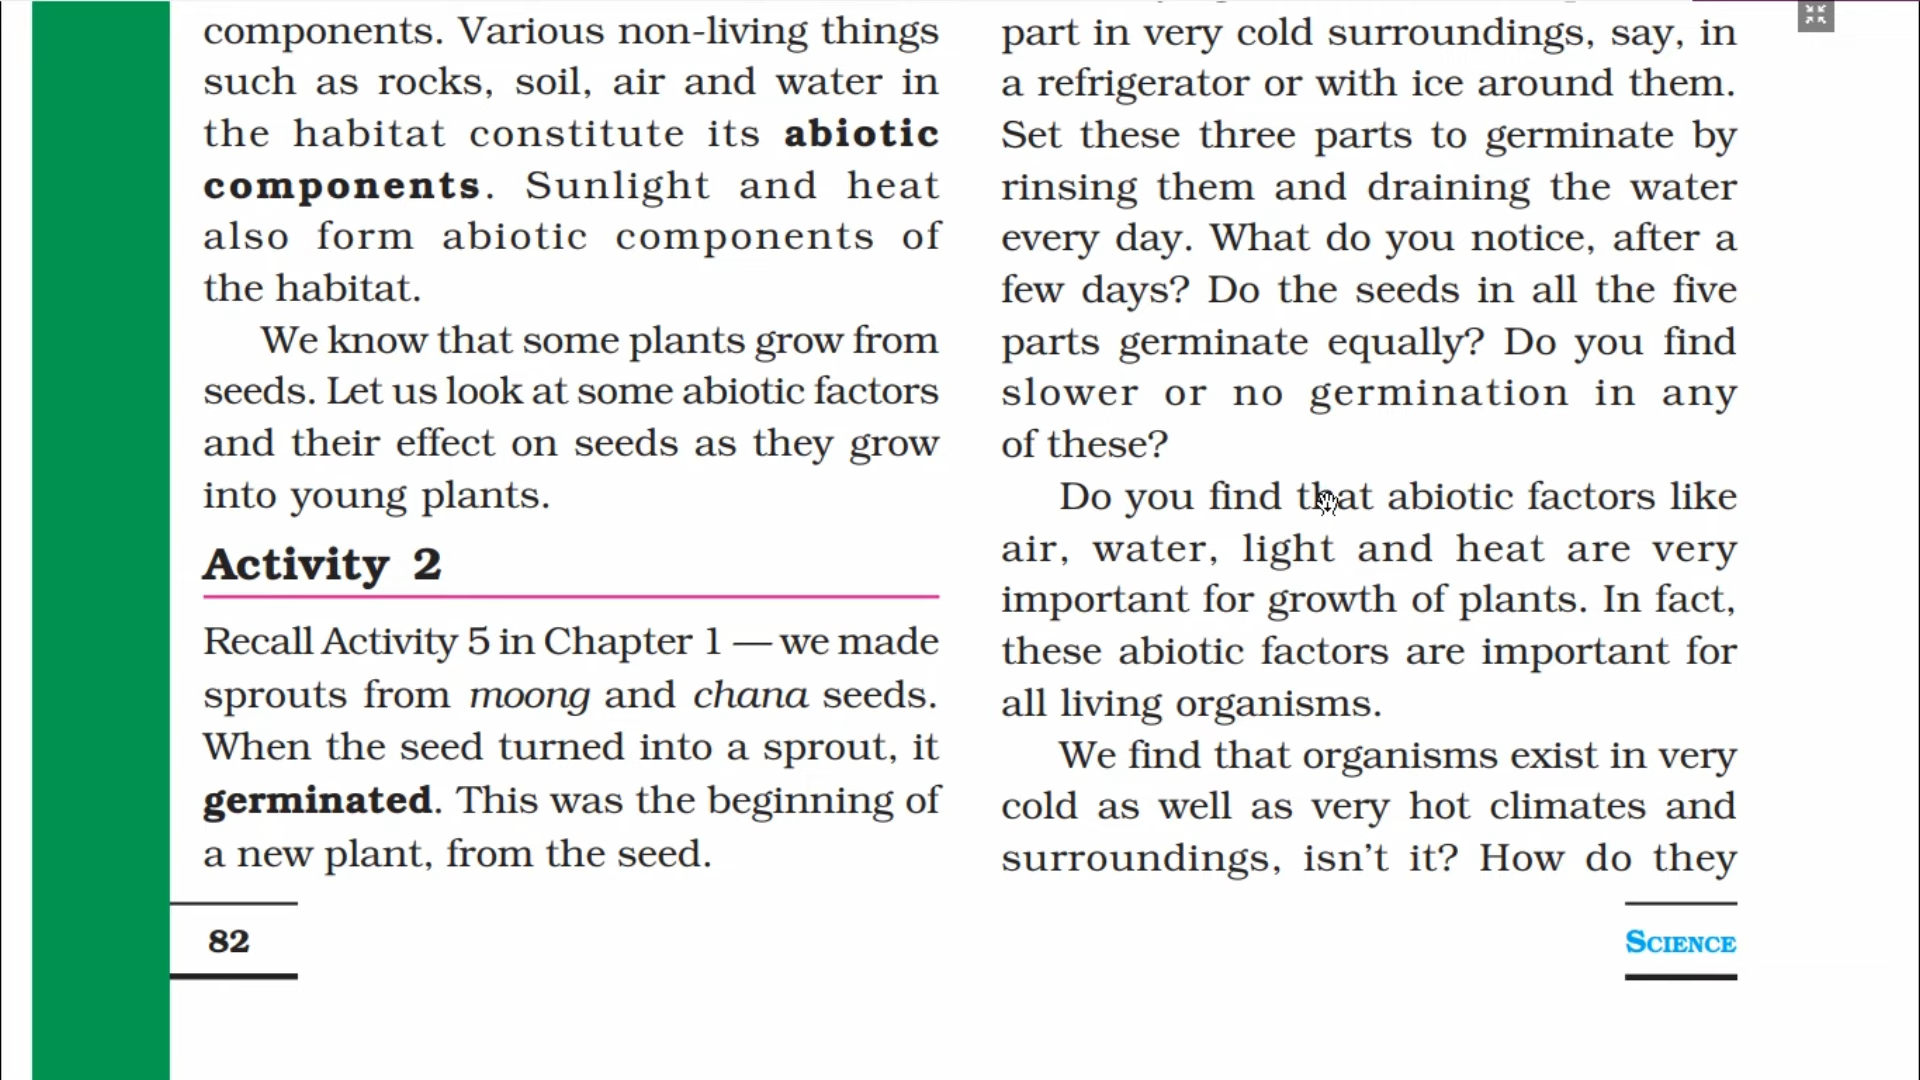 components. Various non-living things
such as rocks, soil, air and water in
the habitat constitute its abiotic
components. Sunlight and heat
also form abiotic components of
the habitat.
We know that some plants grow from
seeds. Let us look at some abiotic factors
and their effect on seeds as they grow
into young plants.
Activity 2
Recall Activity 5 in Chapter 1 — we made
sprouts from moong and chana seeds.
When the seed turned into a sprout, it
germinated. This was the beginning of
a new plant, from the seed.
part in very cold surroundings, say, in
a refrigerator or with ice around them.
Set these three parts to germinate by
rinsing them and draining the water
every day. What do you notice, after a
few days? Do the seeds in all the five
parts germinate equally? Do you find
slower or no germination in any
of these?
Do you find that abiotic factors like
air, water, light and heat are very
important for growth of plants. In fact,
these abiotic factors are important for
all living organisms.
We find that organisms exist in very
cold as well as very hot climates and
surroundings, isn't it? How do they
82
SCIENCE